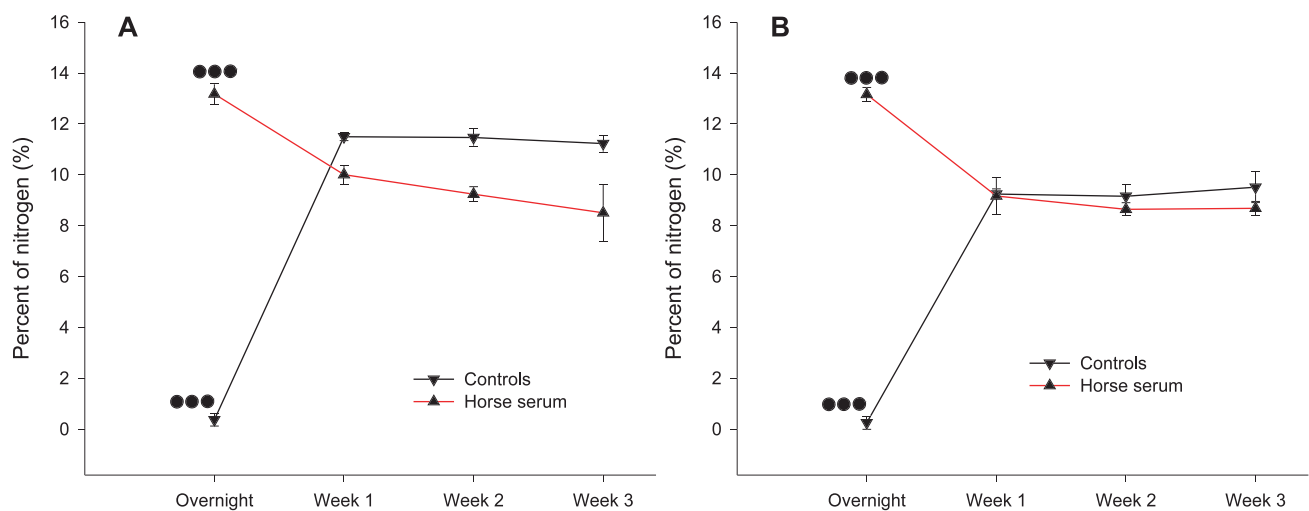 A
Percent of nitrogen (%)
16
14
12
10
8
6
4
2
0
Controls
Horse serum
Overnight Week 1 Week 2 Week 3
B
Percent of nitrogen (%)
16
14
12
10
8
6
4
2
0
Controls
Horse serum
Overnight Week 1 Week 2 Week 3